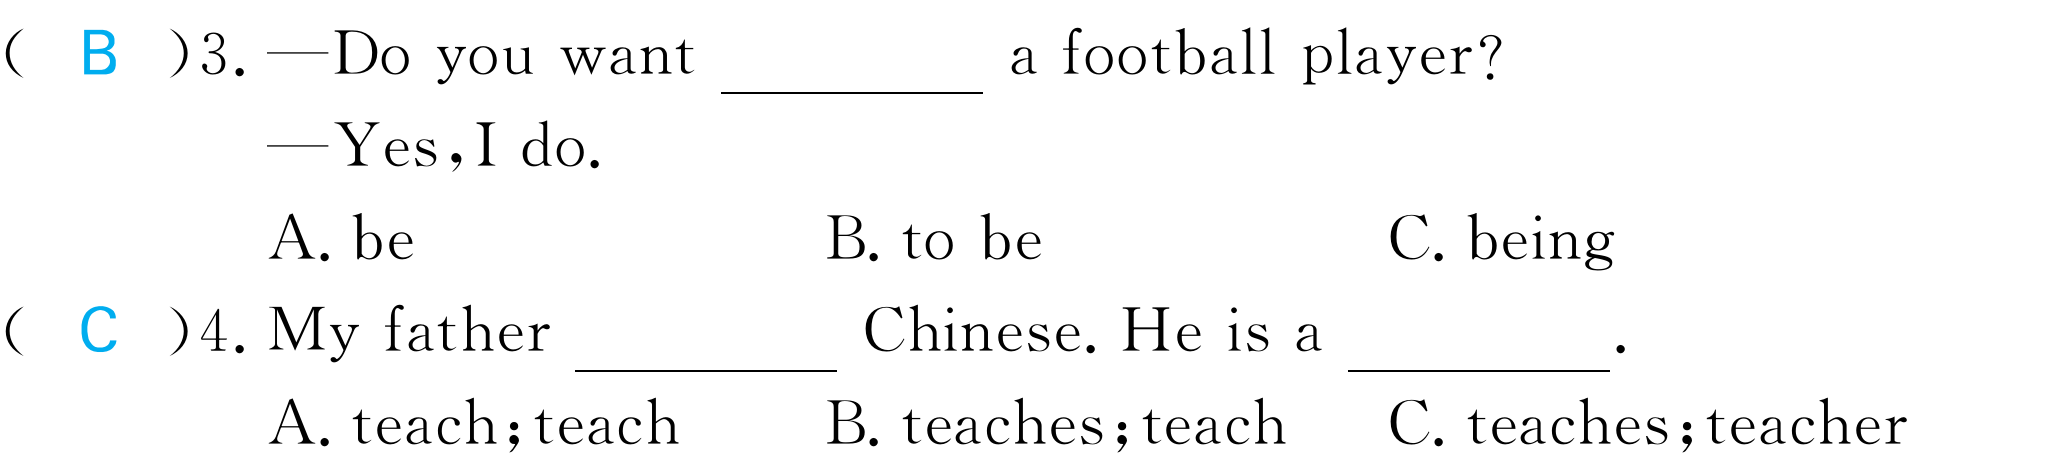 ( B )3. —Do you want ________ a football player?
—Yes,I do.
A. be B. to be C. being
( C )4. My father ________ Chinese. He is a ________.
A. teach;teach B. teaches;teach C. teaches;teacher